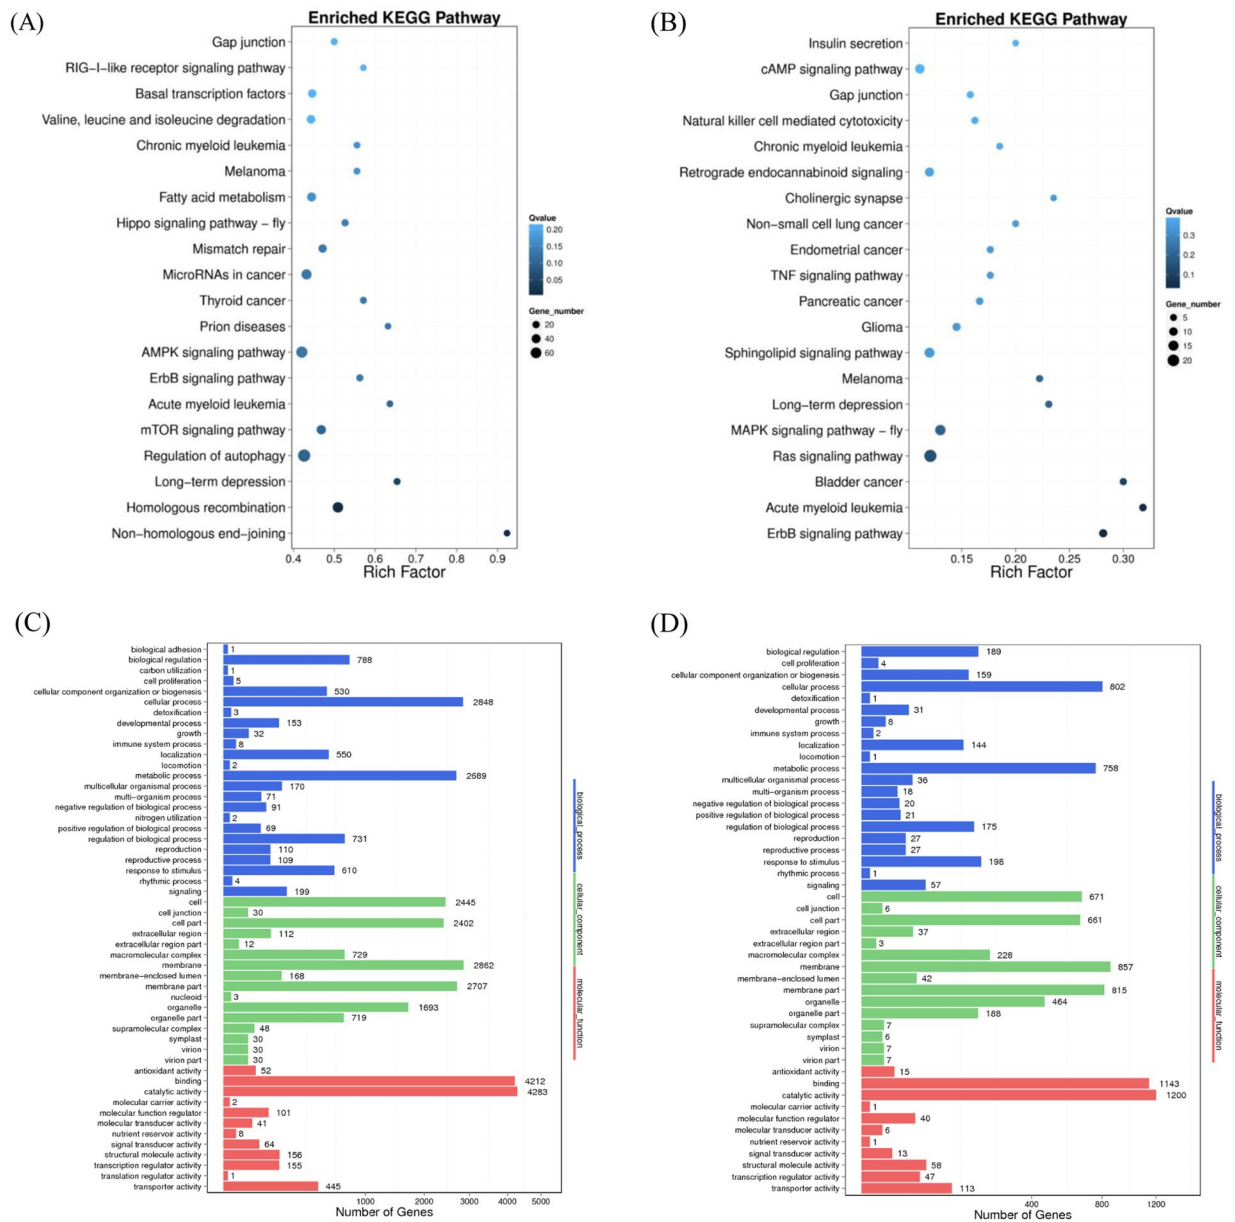 (A)
Enriched KEGG Pathway
Gap junction
RIG−I−like receptor signaling pathway
Basal transcription factors
Valine, leucine and isoleucine degradation
Chronic myeloid leukemia
Melanoma
Fatty acid metabolism
Hippo signaling pathway − fly
Mismatch repair
MicroRNAs in cancer
Thyroid cancer
Prion diseases
AMPK signaling pathway
ErbB signaling pathway
Acute myeloid leukemia
mTOR signaling pathway
Regulation of autophagy
Long−term depression
Homologous recombination
Non−homologous end−joining
0.4 0.5 0.6 0.7 0.8 0.9
Rich Factor
Qvalue
0.20
0.15
0.10
0.05
Gene_number
20
40
60
(B)
Enriched KEGG Pathway
Insulin secretion
cAMP signaling pathway
Gap junction
Natural killer cell mediated cytotoxicity
Chronic myeloid leukemia
Retrograde endocannabinoid signaling
Cholinergic synapse
Non−small cell lung cancer
Endometrial cancer
TNF signaling pathway
Pancreatic cancer
Glioma
Sphingolipid signaling pathway
Melanoma
Long−term depression
MAPK signaling pathway − fly
Ras signaling pathway
Bladder cancer
Acute myeloid leukemia
ErbB signaling pathway
0.15 0.20 0.25 0.30
Rich Factor
Qvalue
0.3
0.2
0.1
Gene_number
5
10
15
20
(C)
biological adhesion 1
biological regulation 788
carbon utilization 1
cell proliferation 5
cellular component organization or biogenesis 530
cellular process 2848
detoxification 3
developmental process 153
growth 32
immune system process 8
localization 550
locomotion 2
metabolic process 2689
multicellular organismal process 170
multi−organism process 71
negative regulation of biological process 91
nitrogen utilization 2
positive regulation of biological process 69
regulation of biological process 731
reproduction 110
reproductive process 109
response to stimulus 610
rhythmic process 4
signaling 199
cell 2445
cell junction 30
cell part 2402
extracellular region 112
extracellular region part 12
macromolecular complex 729
membrane 2862
membrane−enclosed lumen 168
membrane part 2707
nucleoid 3
organelle 1693
organelle part 719
supramolecular complex 48
symplast 30
virion 30
virion part 30
antioxidant activity 52
binding 4212
catalytic activity 4283
molecular carrier activity 2
molecular function regulator 101
molecular transducer activity 41
nutrient reservoir activity 8
signal transducer activity 64
structural molecule activity 156
transcription regulator activity 155
translation regulator activity 1
transporter activity 445
1000 2000 3000 4000 5000
Number of Genes
biological_process
cellular_component
molecular_function
(D)
biological regulation 189
cell proliferation 4
cellular component organization or biogenesis 159
cellular process 802
detoxification 1
developmental process 31
growth 8
immune system process 2
localization 144
locomotion 1
metabolic process 758
multicellular organismal process 36
multi−organism process 18
negative regulation of biological process 20
positive regulation of biological process 21
regulation of biological process 175
reproduction 27
reproductive process 27
response to stimulus 198
rhythmic process 1
signaling 57
cell 671
cell junction 6
cell part 661
extracellular region 37
extracellular region part 3
macromolecular complex 228
membrane 857
membrane−enclosed lumen 42
membrane part 815
organelle 464
organelle part 188
supramolecular complex 7
symplast 6
virion 7
virion part 7
antioxidant activity 15
binding 1143
catalytic activity 1200
molecular carrier activity 1
molecular function regulator 40
molecular transducer activity 6
nutrient reservoir activity 1
signal transducer activity 13
structural molecule activity 58
transcription regulator activity 47
transporter activity 113
400 800 1200
Number of Genes
biological_process
cellular_component
molecular_function